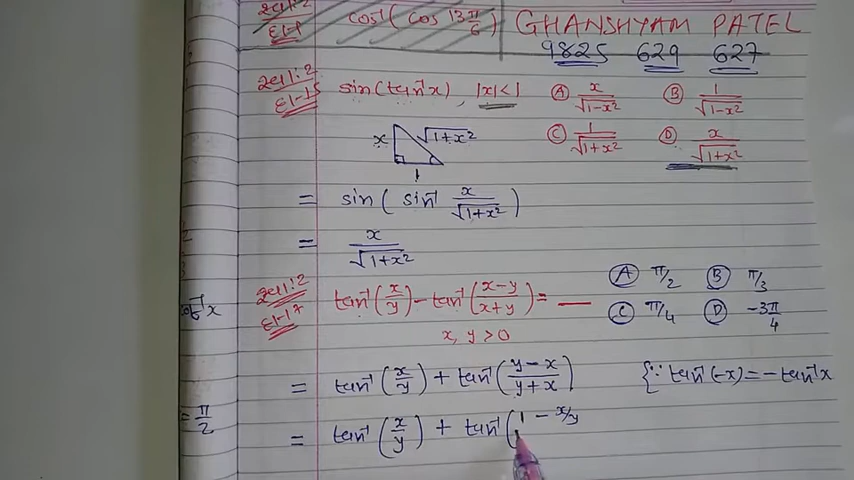 cos⁻¹(cos 13π/6) GHANSHYAM PATEL
9825 629 627
sin(tan⁻¹x), |x|<1 (A) x/√(1-x²) (B) 1/√(1-x²)
(C) 1/√(1+x²) (D) x/√(1+x²)
x √(1+x²)
1
= sin(sin⁻¹ x/√(1+x²))
= x/√(1+x²)
tan⁻¹(x/y) - tan⁻¹((x-y)/(x+y)) = __ (A) π/2 (B) π/3
x, y > 0 (C) π/4 (D) -3π/4
= tan⁻¹(x/y) + tan⁻¹((y-x)/(y+x)) {∵ tan⁻¹(-x) = -tan⁻¹x
= tan⁻¹(x/y) + tan⁻¹(1 - x/y
= π/2